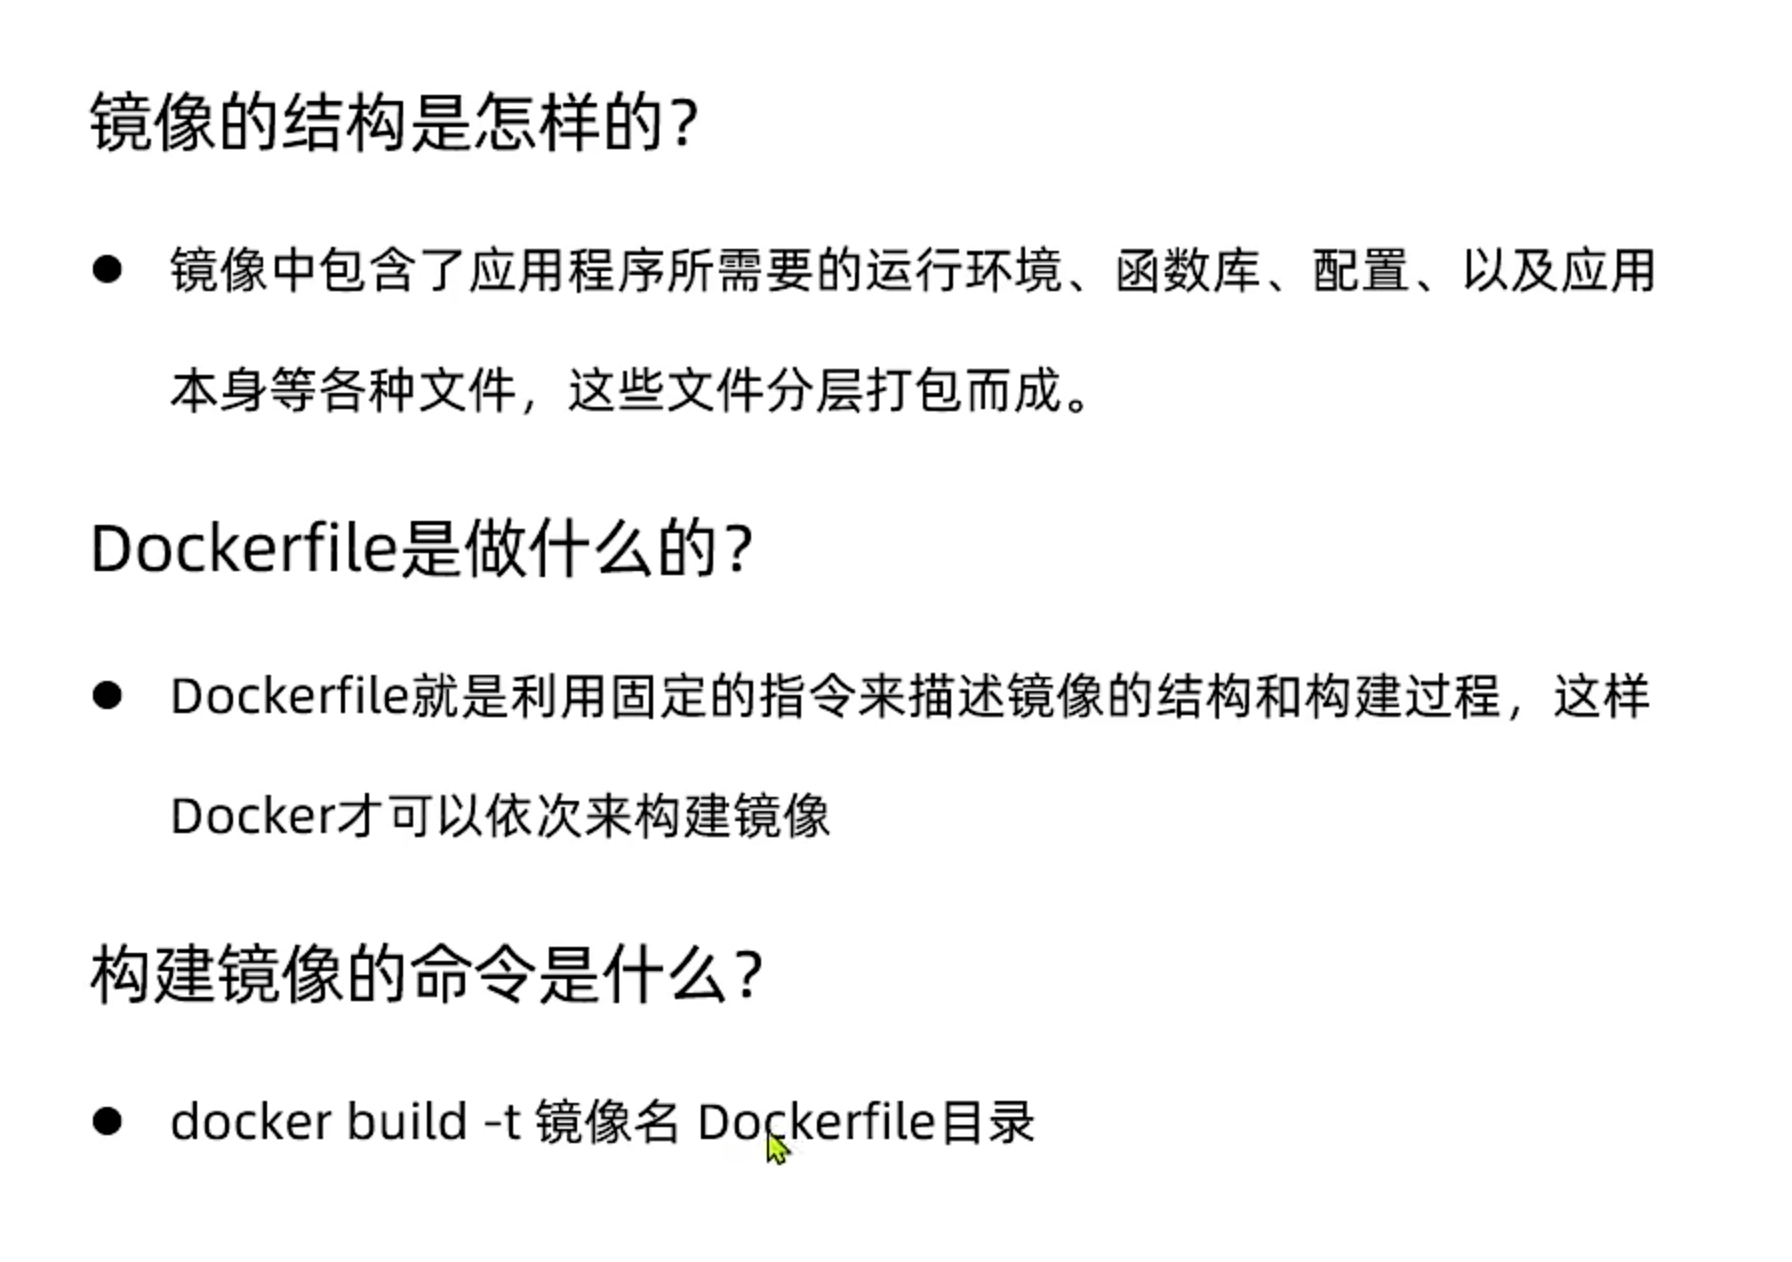 镜像的结构是怎样的？
● 镜像中包含了应用程序所需要的运行环境、函数库、配置、以及应用
本身等各种文件，这些文件分层打包而成。
Dockerfile是做什么的？
● Dockerfile就是利用固定的指令来描述镜像的结构和构建过程，这样
Docker才可以依次来构建镜像
构建镜像的命令是什么？
● docker build -t 镜像名 Dockerfile目录